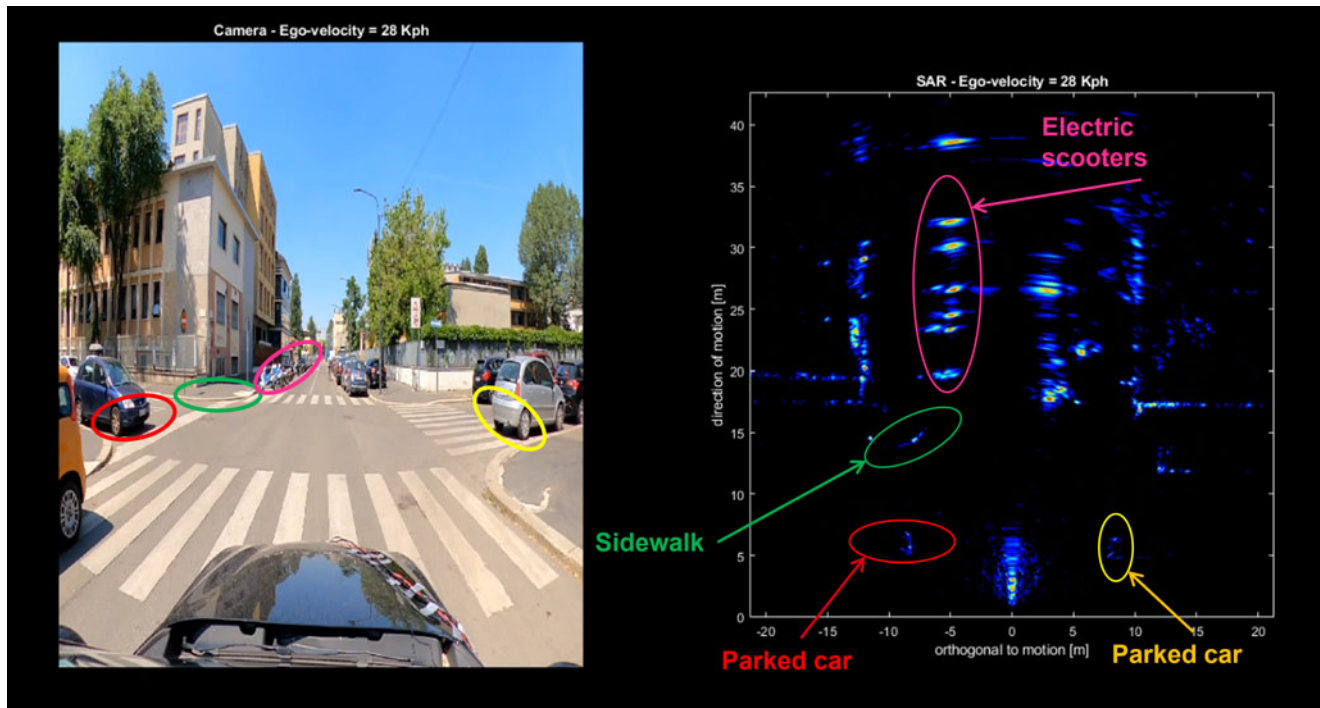 Camera - Ego-velocity = 28 Kph
SAR - Ego-velocity = 28 Kph
Electric
scooters
40
35
30
25
20
15
10
5
0
direction of motion [m]
Sidewalk
-20
-15
-10
-5
0
5
10
15
20
orthogonal to motion [m]
Parked car
Parked car